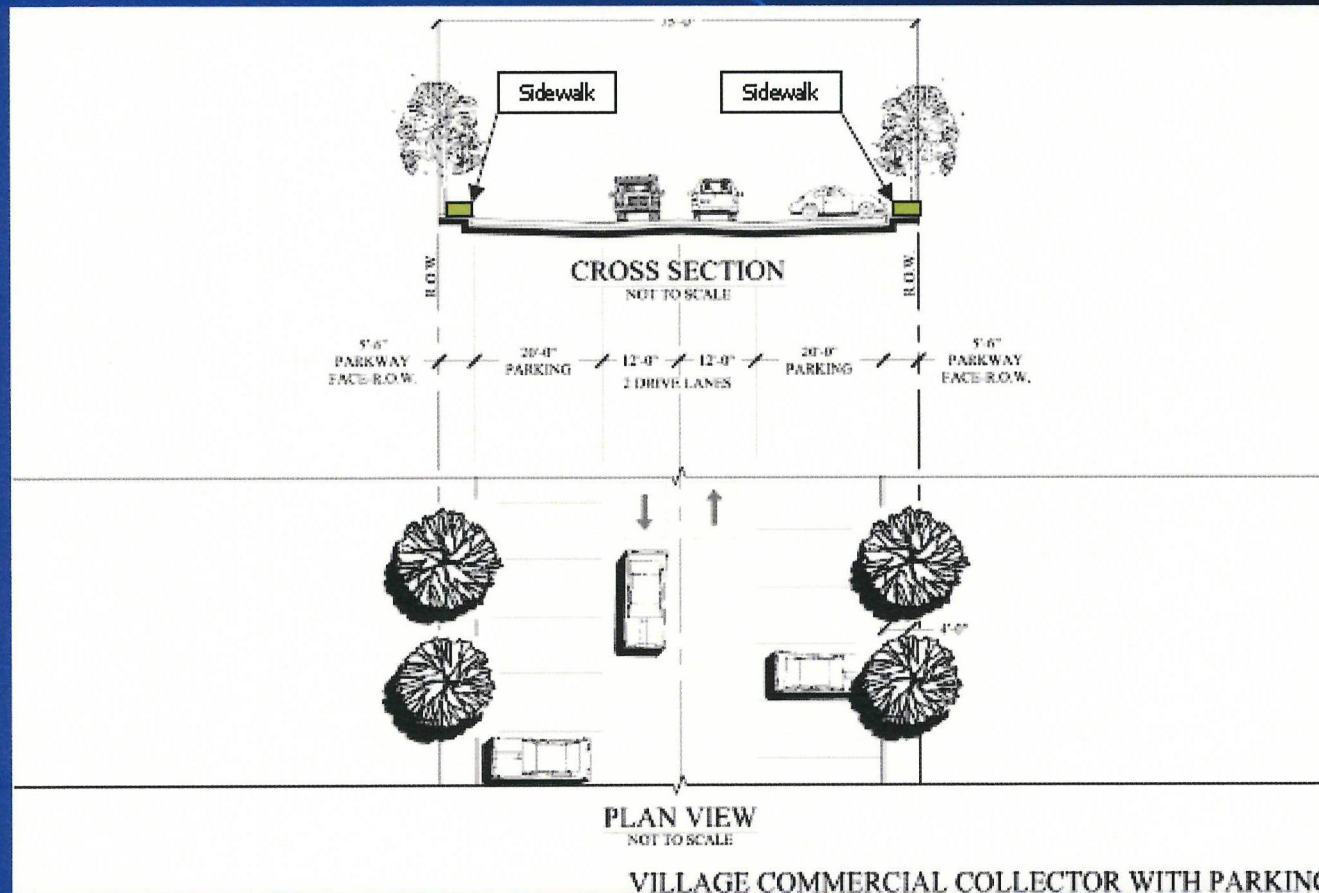 75'-0"
Sidewalk
Sidewalk
CROSS SECTION
NOT TO SCALE
R.O.W.
R.O.W.
5'-6"
PARKWAY
FACE-R.O.W.
20'-0"
PARKING
12'-0"
12'-0"
2 DRIVE LANES
20'-0"
PARKING
5'-6"
PARKWAY
FACE-R.O.W.
4'-0"
PLAN VIEW
NOT TO SCALE
VILLAGE COMMERCIAL COLLECTOR WITH PARKING